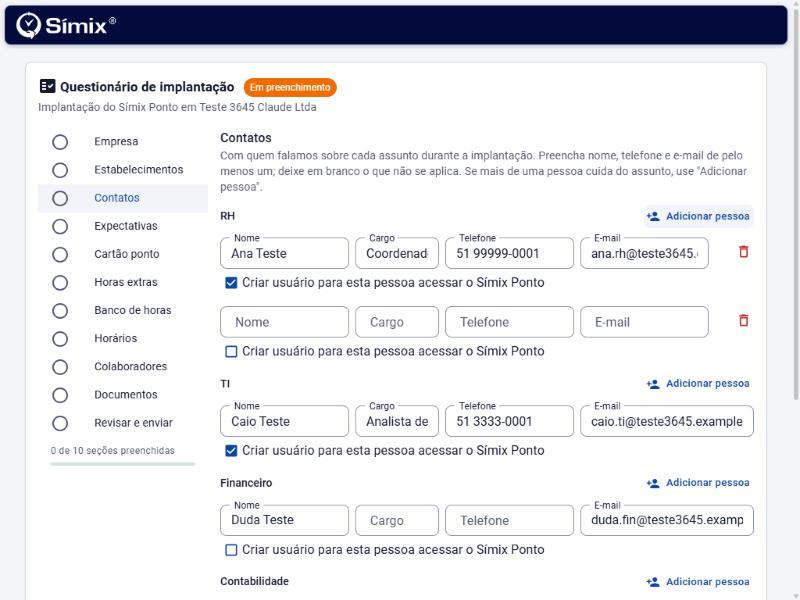 Símix®
Questionário de implantação Em preenchimento
Implantação do Símix Ponto em Teste 3645 Claude Ltda
Empresa
Estabelecimentos
Contatos
Expectativas
Cartão ponto
Horas extras
Banco de horas
Horários
Colaboradores
Documentos
Revisar e enviar
0 de 10 seções preenchidas
Contatos
Com quem falamos sobre cada assunto durante a implantação. Preencha nome, telefone e e-mail de pelo
menos um; deixe em branco o que não se aplica. Se mais de uma pessoa cuida do assunto, use "Adicionar
pessoa".
RH Adicionar pessoa
Nome Cargo Telefone E-mail
Ana Teste Coordenad 51 99999-0001 ana.rh@teste3645.
Criar usuário para esta pessoa acessar o Símix Ponto
Nome Cargo Telefone E-mail
Criar usuário para esta pessoa acessar o Símix Ponto
TI Adicionar pessoa
Nome Cargo Telefone E-mail
Caio Teste Analista de 51 3333-0001 caio.ti@teste3645.example
Criar usuário para esta pessoa acessar o Símix Ponto
Financeiro Adicionar pessoa
Nome E-mail
Duda Teste Cargo Telefone duda.fin@teste3645.examp
Criar usuário para esta pessoa acessar o Símix Ponto
Contabilidade Adicionar pessoa